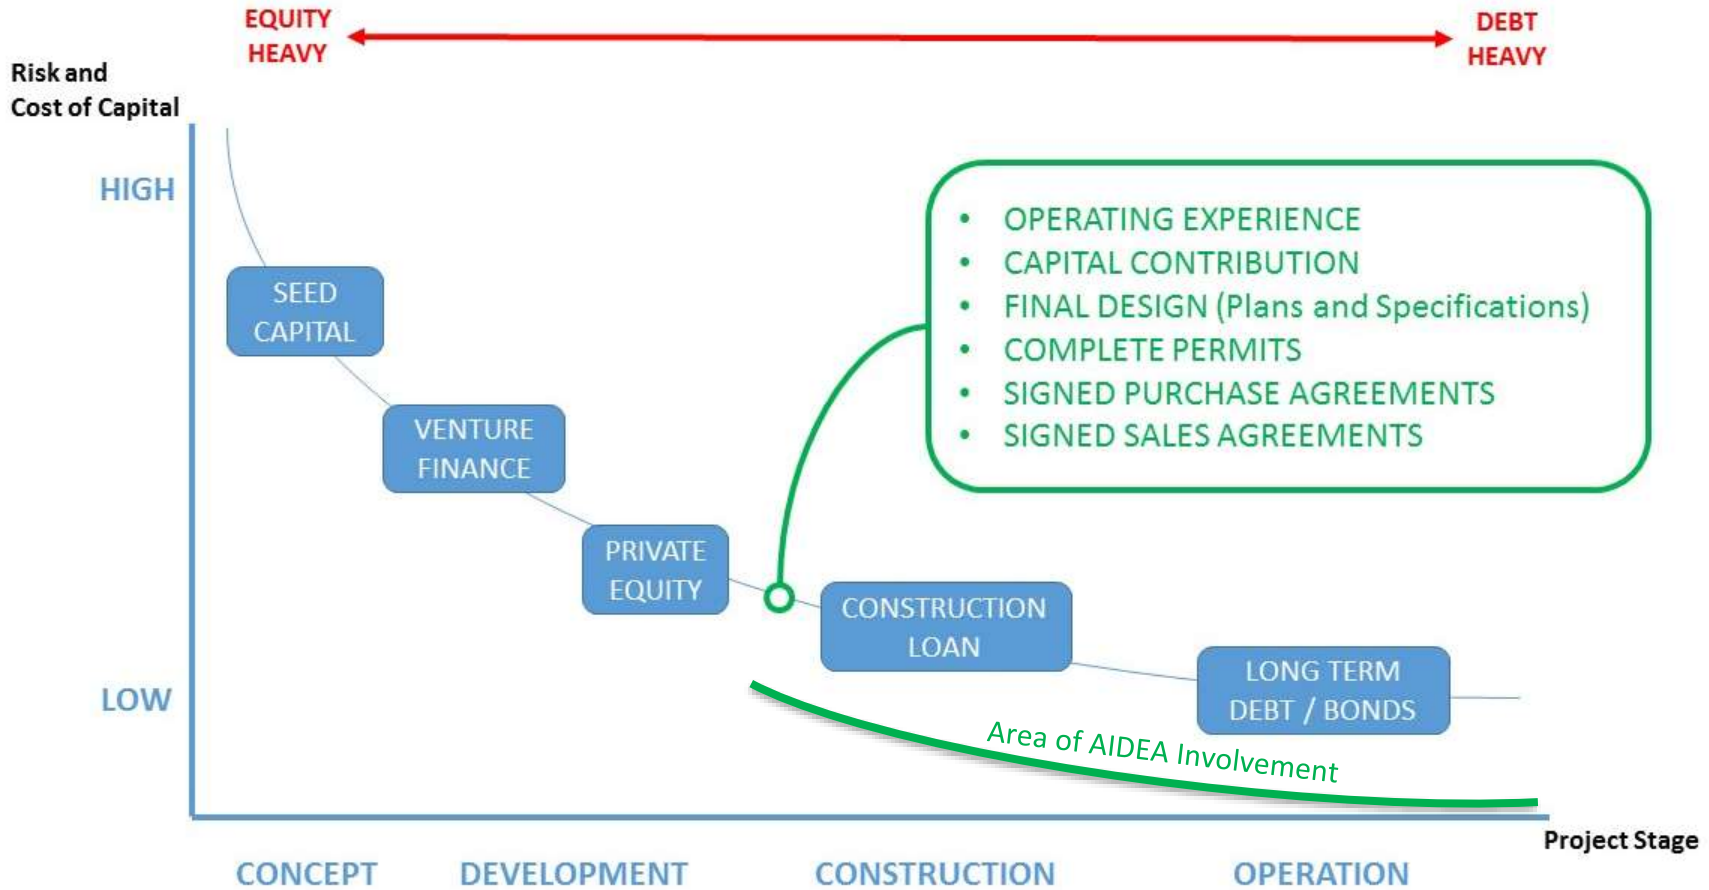 EQUITY
HEAVY
DEBT
HEAVY
Risk and
Cost of Capital
HIGH
• OPERATING EXPERIENCE
• CAPITAL CONTRIBUTION
• FINAL DESIGN (Plans and Specifications)
• COMPLETE PERMITS
• SIGNED PURCHASE AGREEMENTS
• SIGNED SALES AGREEMENTS
SEED
CAPITAL
VENTURE
FINANCE
PRIVATE
EQUITY
CONSTRUCTION
LOAN
LONG TERM
DEBT / BONDS
LOW
Area of AIDEA Involvement
Project Stage
CONCEPT
DEVELOPMENT
CONSTRUCTION
OPERATION